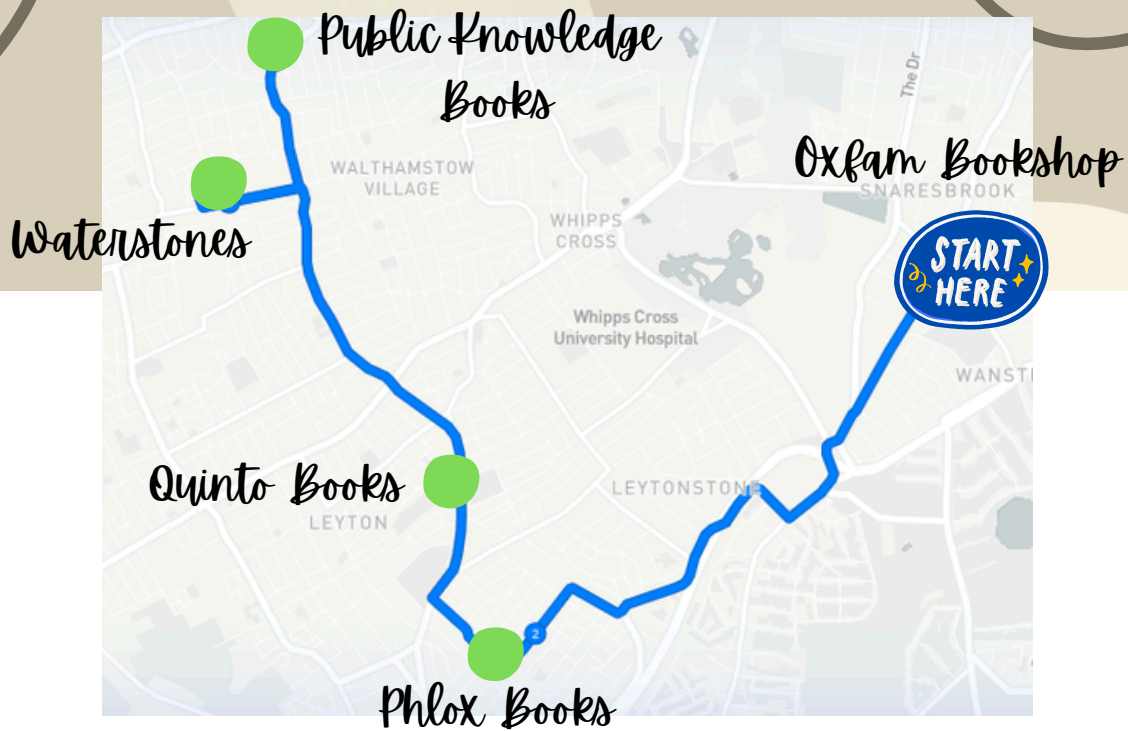 Public Knowledge
Books
The Dr
Oxfam Bookshop
SNARESBROOK
WALTHAMSTOW
VILLAGE
Waterstones
WHIPPS
CROSS
START
HERE
Whipps Cross
University Hospital
WANST
Quinto Books
LEYTONSTONE
LEYTON
2
Phlox Books